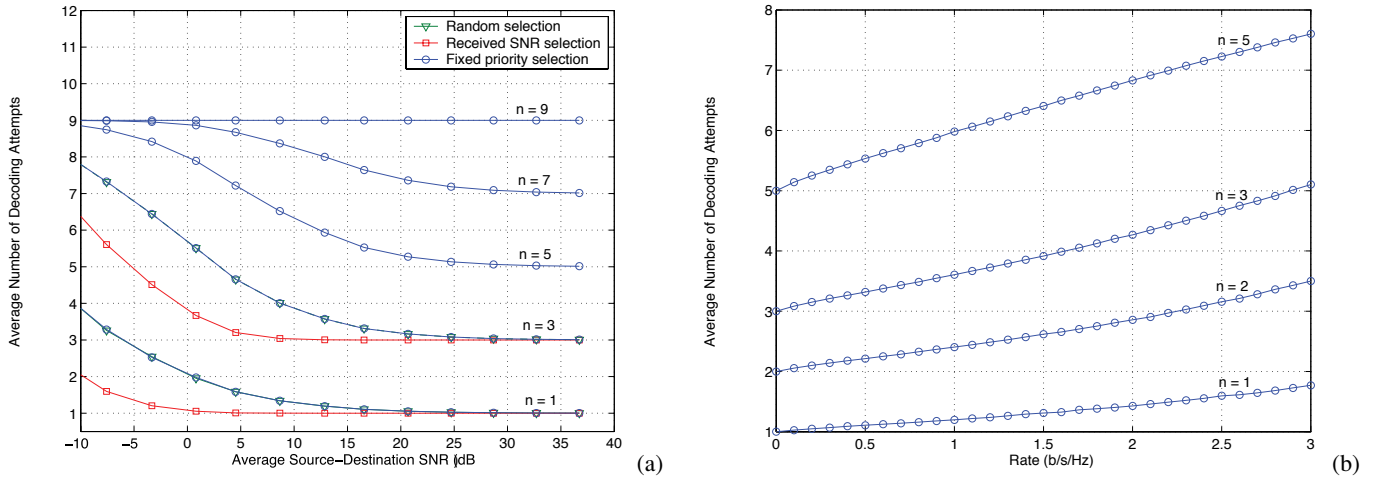 12
11
10
9
8
7
6
5
4
3
2
1
Average Number of Decoding Attempts
Random selection
Received SNR selection
Fixed priority selection
n = 9
n = 7
n = 5
n = 3
n = 1
−10
−5
0
5
10
15
20
25
30
35
40
Average Source−Destination SNR (dB
(a)
8
7
6
5
4
3
2
1
Average Number of Decoding Attempts
n = 5
n = 3
n = 2
n = 1
0
0.5
1
1.5
2
2.5
3
Rate (b/s/Hz)
(b)